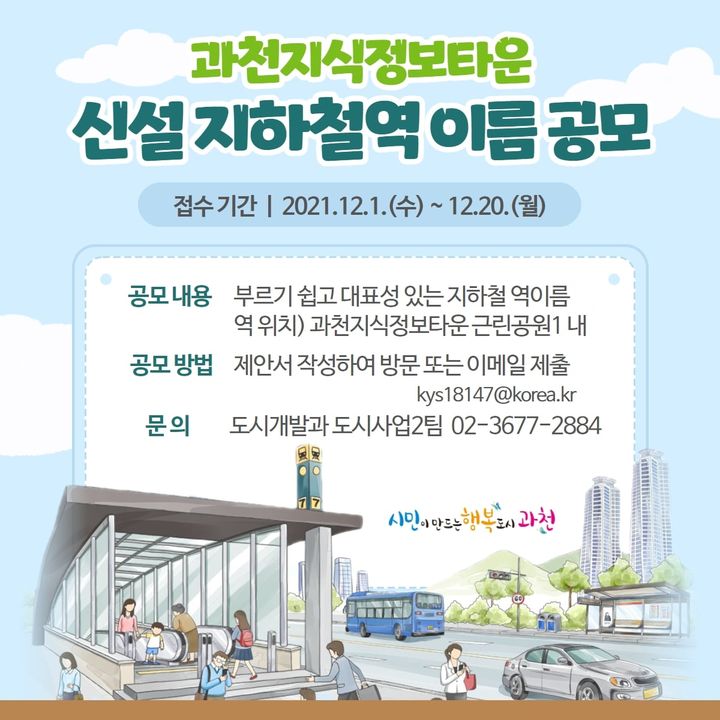 과천지식정보타운
신설 지하철역 이름 공모
접수 기간 | 2021.12.1.(수) ~ 12.20.(월)
공모 내용 부르기 쉽고 대표성 있는 지하철 역이름
역 위치) 과천지식정보타운 근린공원1 내
공모 방법 제안서 작성하여 방문 또는 이메일 제출
kys18147@korea.kr
문 의 도시개발과 도시사업2팀 02-3677-2884
7 7
시민이 만드는 행복도시 과천